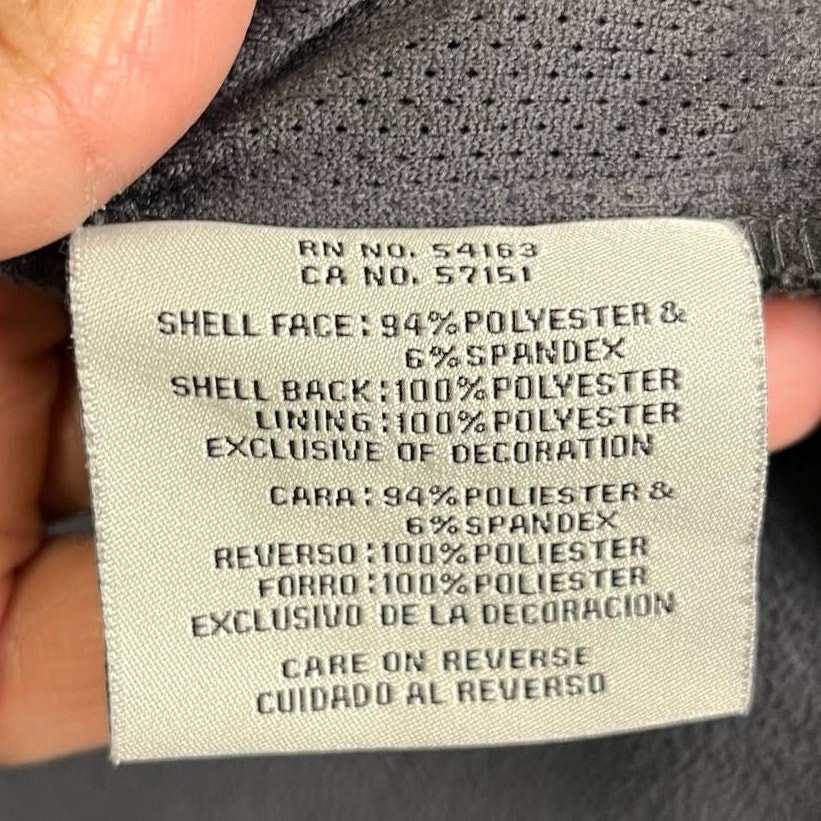 RN NO. 54163
CA NO. 57151
SHELL FACE: 94% POLYESTER &
6% SPANDEX
SHELL BACK: 100% POLYESTER
LINING: 100% POLYESTER
EXCLUSIVE OF DECORATION
CARA: 94% POLIESTER &
6% SPANDEX
REVERSO: 100% POLIESTER
FORRO: 100% POLIESTER
EXCLUSIVO DE LA DECORACION
CARE ON REVERSE
CUIDADO AL REVERSO